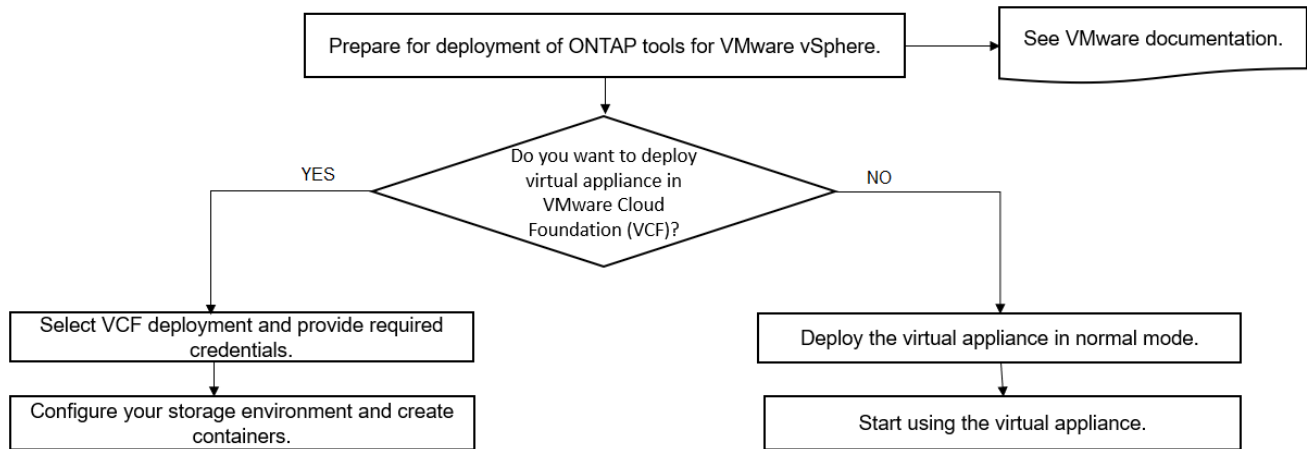 Prepare for deployment of ONTAP tools for VMware vSphere.
See VMware documentation.
Do you want to deploy
virtual appliance in
VMware Cloud
Foundation (VCF)?
YES
NO
Select VCF deployment and provide required
credentials.
Deploy the virtual appliance in normal mode.
Configure your storage environment and create
containers.
Start using the virtual appliance.